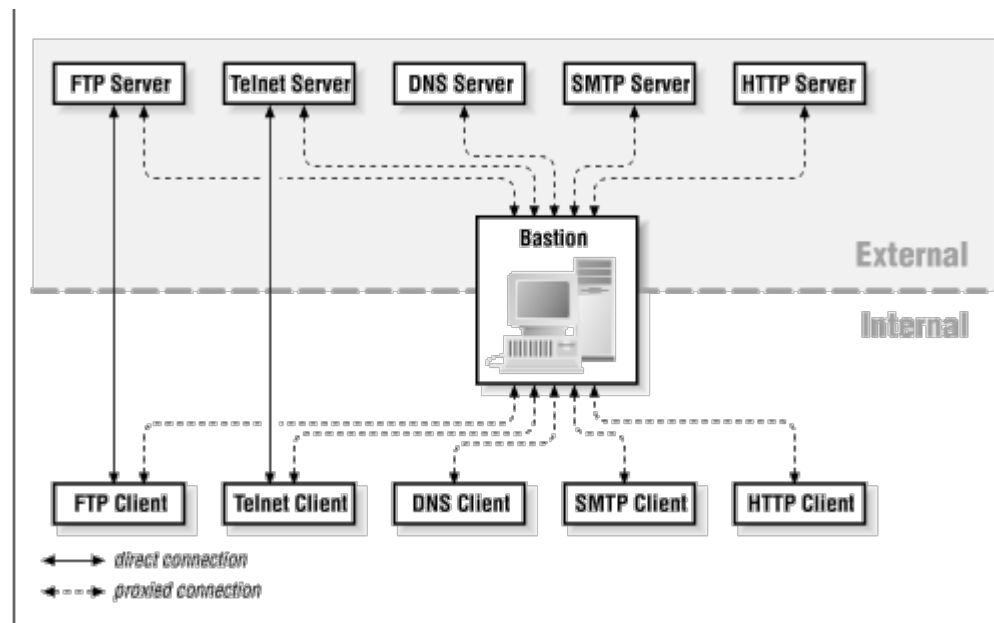 FTP Server
Telnet Server
DNS Server
SMTP Server
HTTP Server
Bastion
External
Internal
FTP Client
Telnet Client
DNS Client
SMTP Client
HTTP Client
direct connection
proxied connection